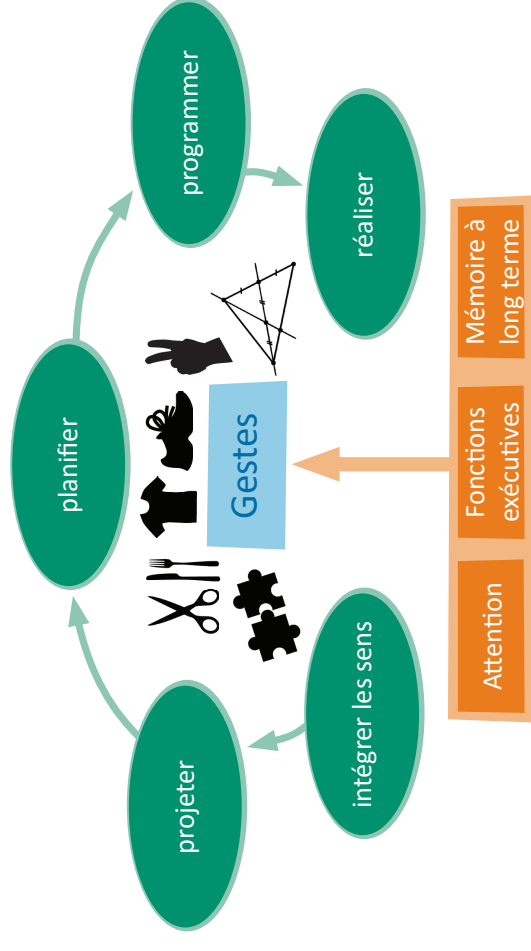 planifier
projeter
programmer
intégrer les sens
réaliser
Gestes
Attention
Fonctions
exécutives
Mémoire à
long terme